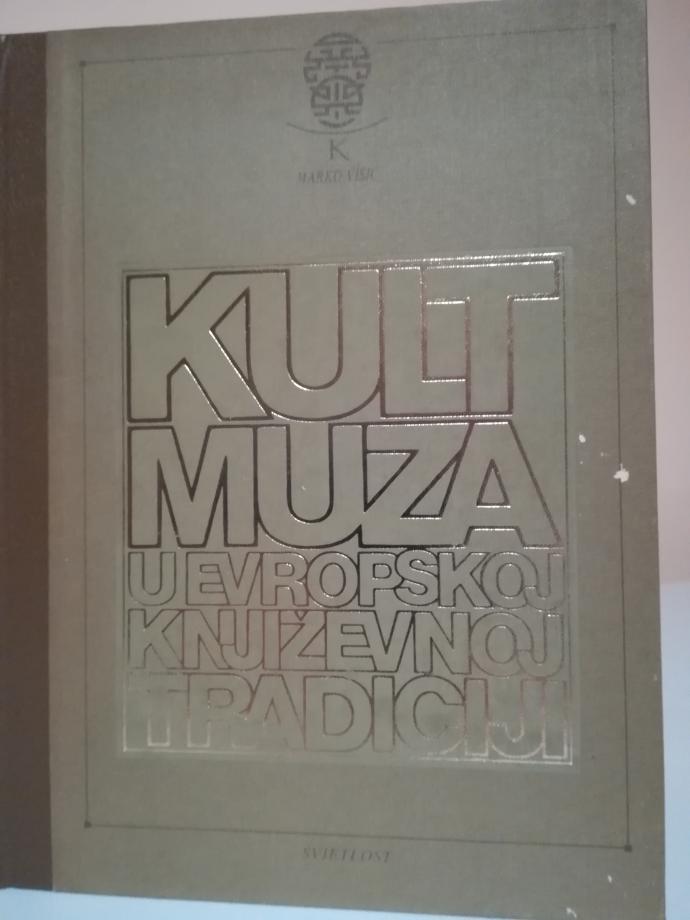 K
MARKO VIŠIĆ
KULT
MUZA
U EVROPSKOJ
KNJIŽEVNOJ
TRADICIJI
SVJETLOST